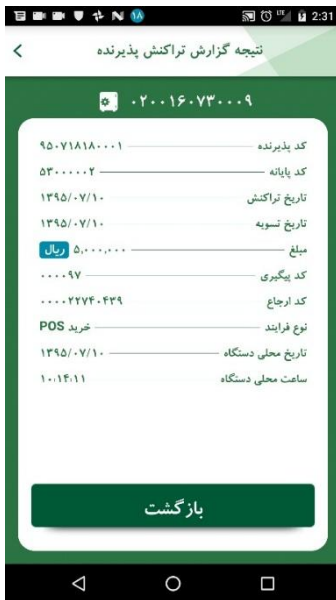 ۱۸ LTE 2:31
نتیجه گزارش تراکنش پذیرنده
۰۲۰۰۱۶۰۷۳۰۰۰۹
کد پذیرنده ۹۵۰۷۱۸۱۸۰۰۰۱
کد پایانه ۵۳۰۰۰۰۰۲
تاریخ تراکنش ۱۳۹۵/۰۷/۱۰
تاریخ تسویه ۱۳۹۵/۰۷/۱۰
مبلغ ۵,۰۰۰,۰۰۰ ریال
کد پیگیری ۰۰۰۰۹۷
کد ارجاع ۰۰۰۰۲۲۷۴۰۴۳۹
نوع فرایند خرید POS
تاریخ محلی دستگاه ۱۳۹۵/۰۷/۱۰
ساعت محلی دستگاه ۱۰:۱۴:۱۱
بازگشت